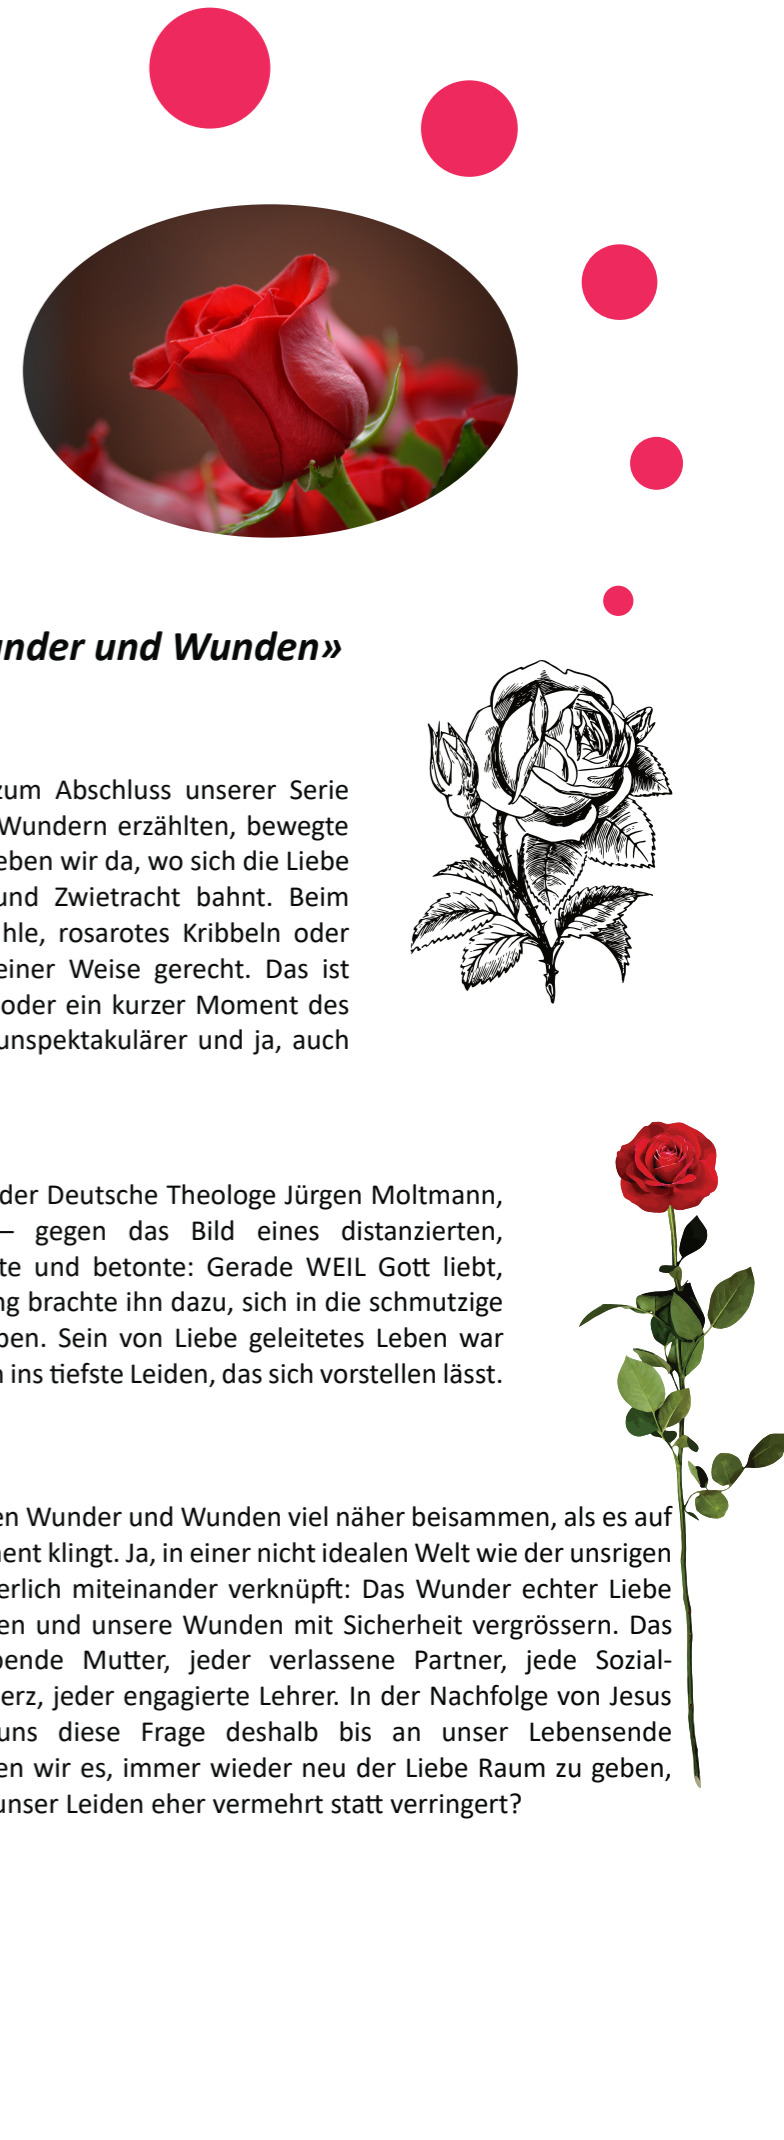 nder und Wunden»
zum Abschluss unserer Serie
Wundern erzählten, bewegte
eben wir da, wo sich die Liebe
und Zwietracht bahnt. Beim
hle, rosarotes Kribbeln oder
einer Weise gerecht. Das ist
oder ein kurzer Moment des
unspektakulärer und ja, auch
der Deutsche Theologe Jürgen Moltmann,
– gegen das Bild eines distanzierten,
te und betonte: Gerade WEIL Gott liebt,
ng brachte ihn dazu, sich in die schmutzige
ben. Sein von Liebe geleitetes Leben war
n ins tiefste Leiden, das sich vorstellen lässt.
en Wunder und Wunden viel näher beisammen, als es auf
ment klingt. Ja, in einer nicht idealen Welt wie der unsrigen
erlich miteinander verknüpft: Das Wunder echter Liebe
en und unsere Wunden mit Sicherheit vergrössern. Das
bende Mutter, jeder verlassene Partner, jede Sozial-
erz, jeder engagierte Lehrer. In der Nachfolge von Jesus
uns diese Frage deshalb bis an unser Lebensende
en wir es, immer wieder neu der Liebe Raum zu geben,
unser Leiden eher vermehrt statt verringert?